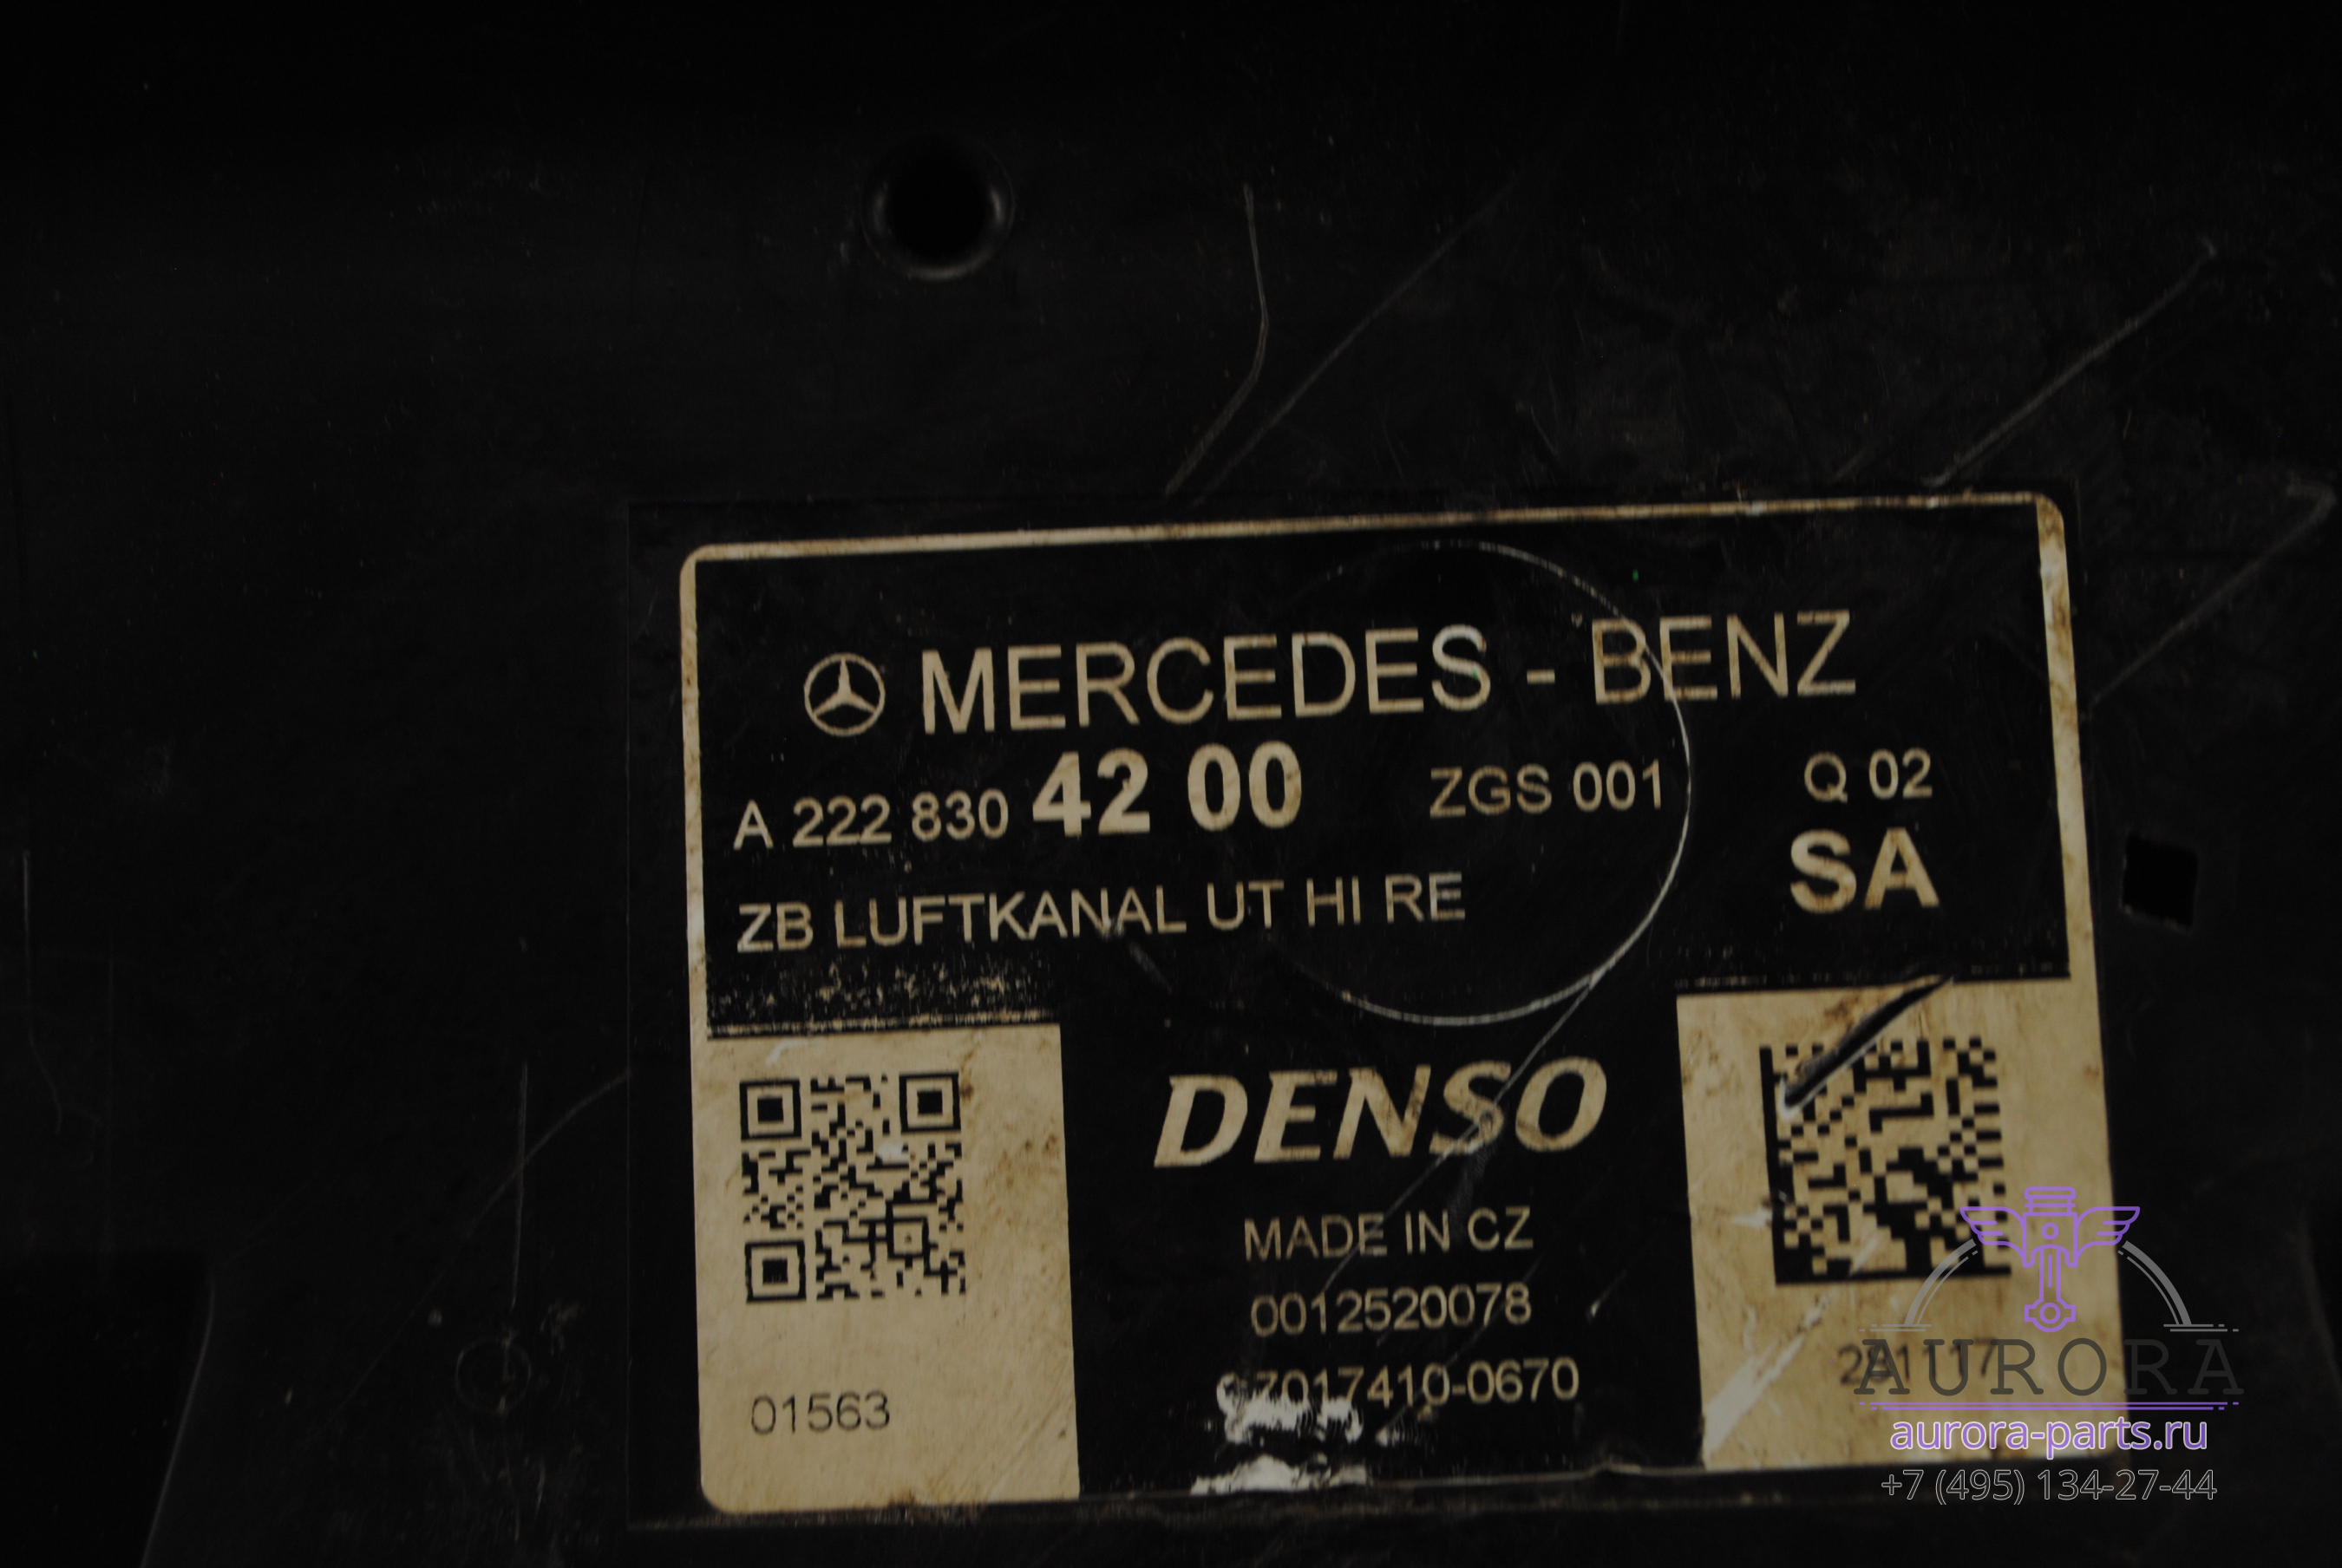 MERCEDES - BENZ
A 222 830 42 00 ZGS 001 Q 02
ZB LUFTKANAL UT HI RE SA
DENSO
MADE IN CZ
0012520078
01563
AURORA
aurora-parts.ru
+7 (495) 134-27-44